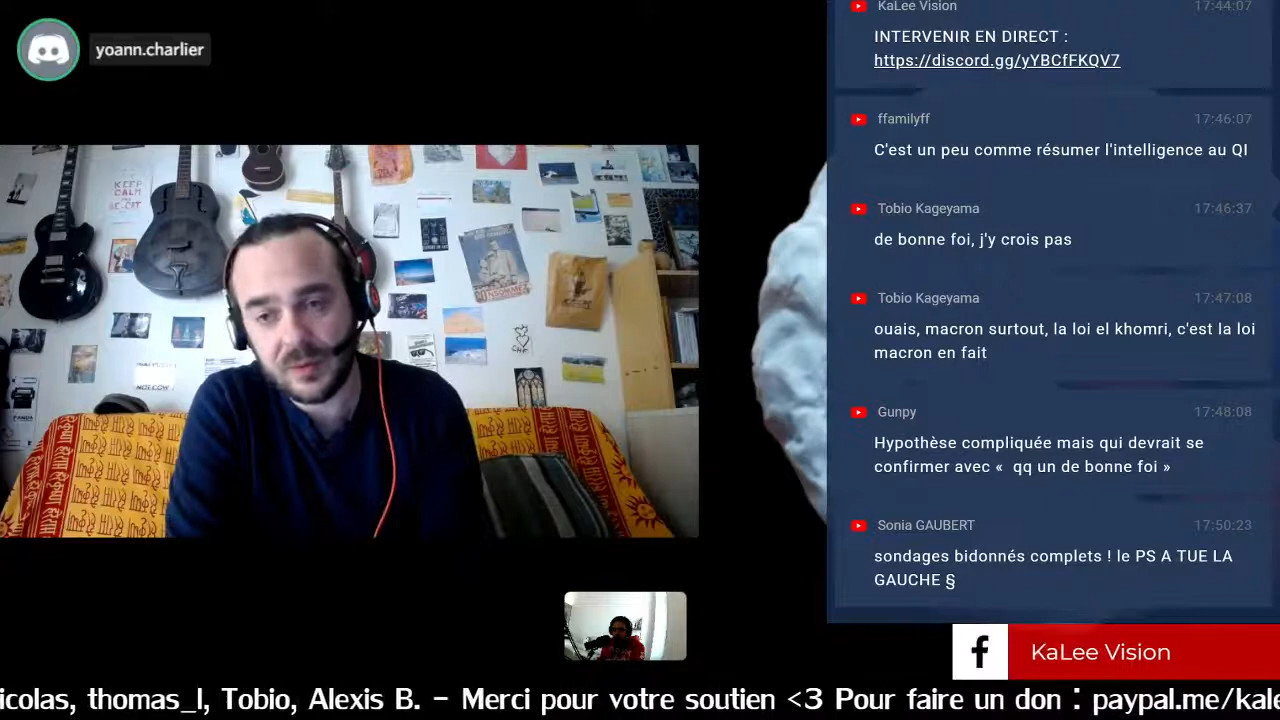 yoann.charlier
KaLee Vision 17:44:07
INTERVENIR EN DIRECT :
https://discord.gg/yYBCfFKQV7
ffamilyff 17:46:07
C'est un peu comme résumer l'intelligence au QI
Tobio Kageyama 17:46:37
de bonne foi, j'y crois pas
Tobio Kageyama 17:47:08
ouais, macron surtout, la loi el khomri, c'est la loi
macron en fait
Gunpy 17:48:08
Hypothèse compliquée mais qui devrait se
confirmer avec « qq un de bonne foi »
Sonia GAUBERT 17:50:23
sondages bidonnés complets ! le PS A TUE LA
GAUCHE §
KEEP
CALM
f KaLee Vision
icolas, thomas_l, Tobio, Alexis B. - Merci pour votre soutien <3 Pour faire un don : paypal.me/kale